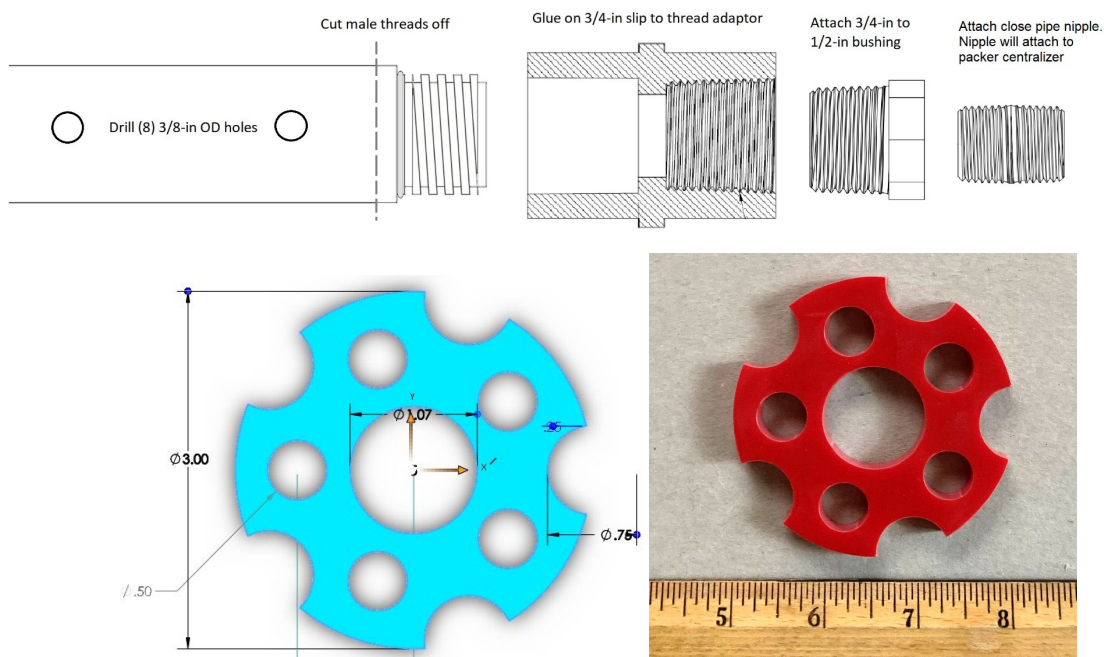 Cut male threads off
Glue on 3/4-in slip to thread adaptor
Attach 3/4-in to
1/2-in bushing
Attach close pipe nipple.
Nipple will attach to
packer centralizer
Drill (8) 3/8-in OD holes
Y
Ø1.07
.25
Ø3.00
X
Ø.75
.50
5 6 7 8